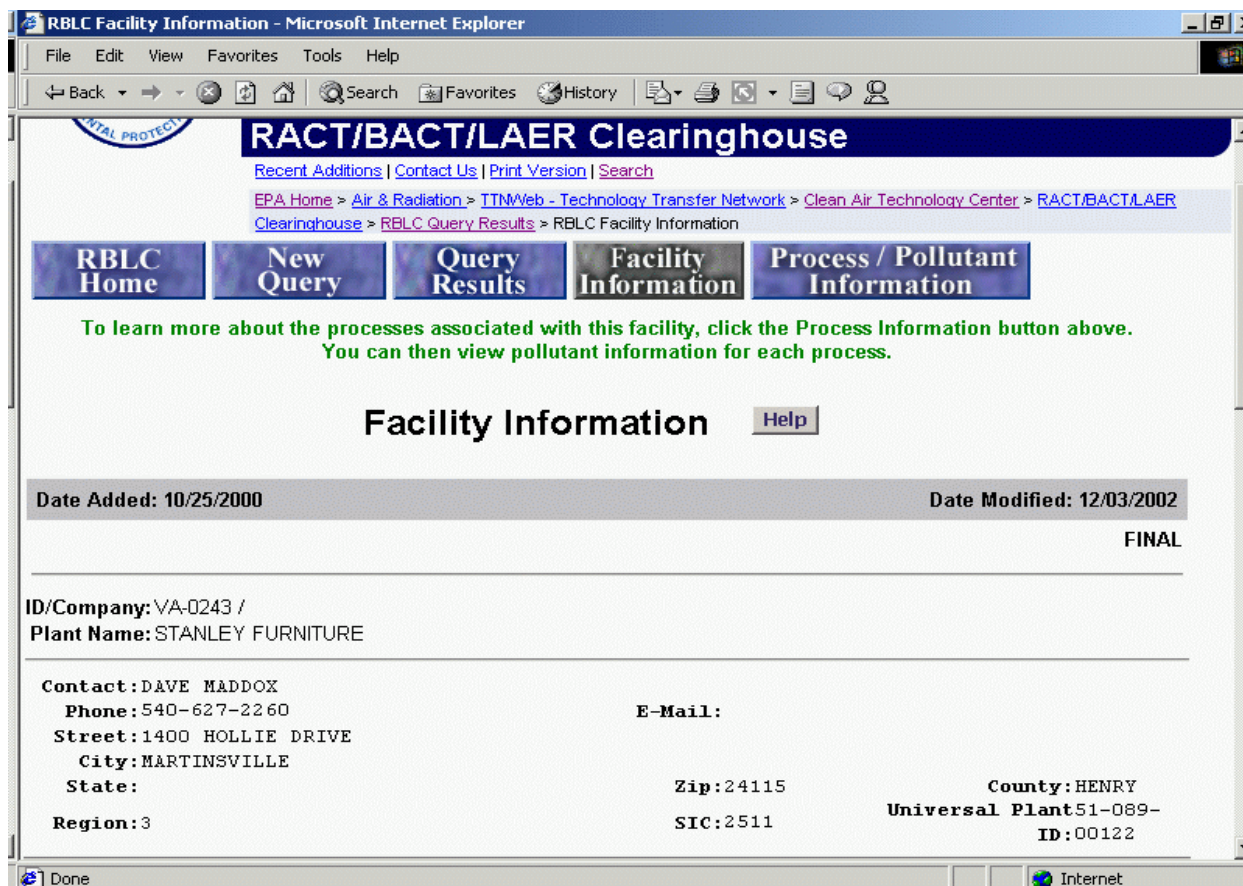 RBLC Facility Information - Microsoft Internet Explorer
File Edit View Favorites Tools Help
Back Search Favorites History
TAL PROTECT
RACT/BACT/LAER Clearinghouse
Recent Additions | Contact Us | Print Version | Search
EPA Home > Air & Radiation > TTNWeb - Technology Transfer Network > Clean Air Technology Center > RACT/BACT/LAER
Clearinghouse > RBLC Query Results > RBLC Facility Information
RBLC Home New Query Query Results Facility Information Process / Pollutant Information
To learn more about the processes associated with this facility, click the Process Information button above.
You can then view pollutant information for each process.
Facility Information Help
Date Added: 10/25/2000 Date Modified: 12/03/2002
FINAL
ID/Company: VA-0243 /
Plant Name: STANLEY FURNITURE
Contact: DAVE MADDOX
Phone: 540-627-2260 E-Mail:
Street: 1400 HOLLIE DRIVE
City: MARTINSVILLE
State: Zip: 24115 County: HENRY
Region: 3 SIC: 2511 Universal Plant ID: 51-089-00122
Done Internet